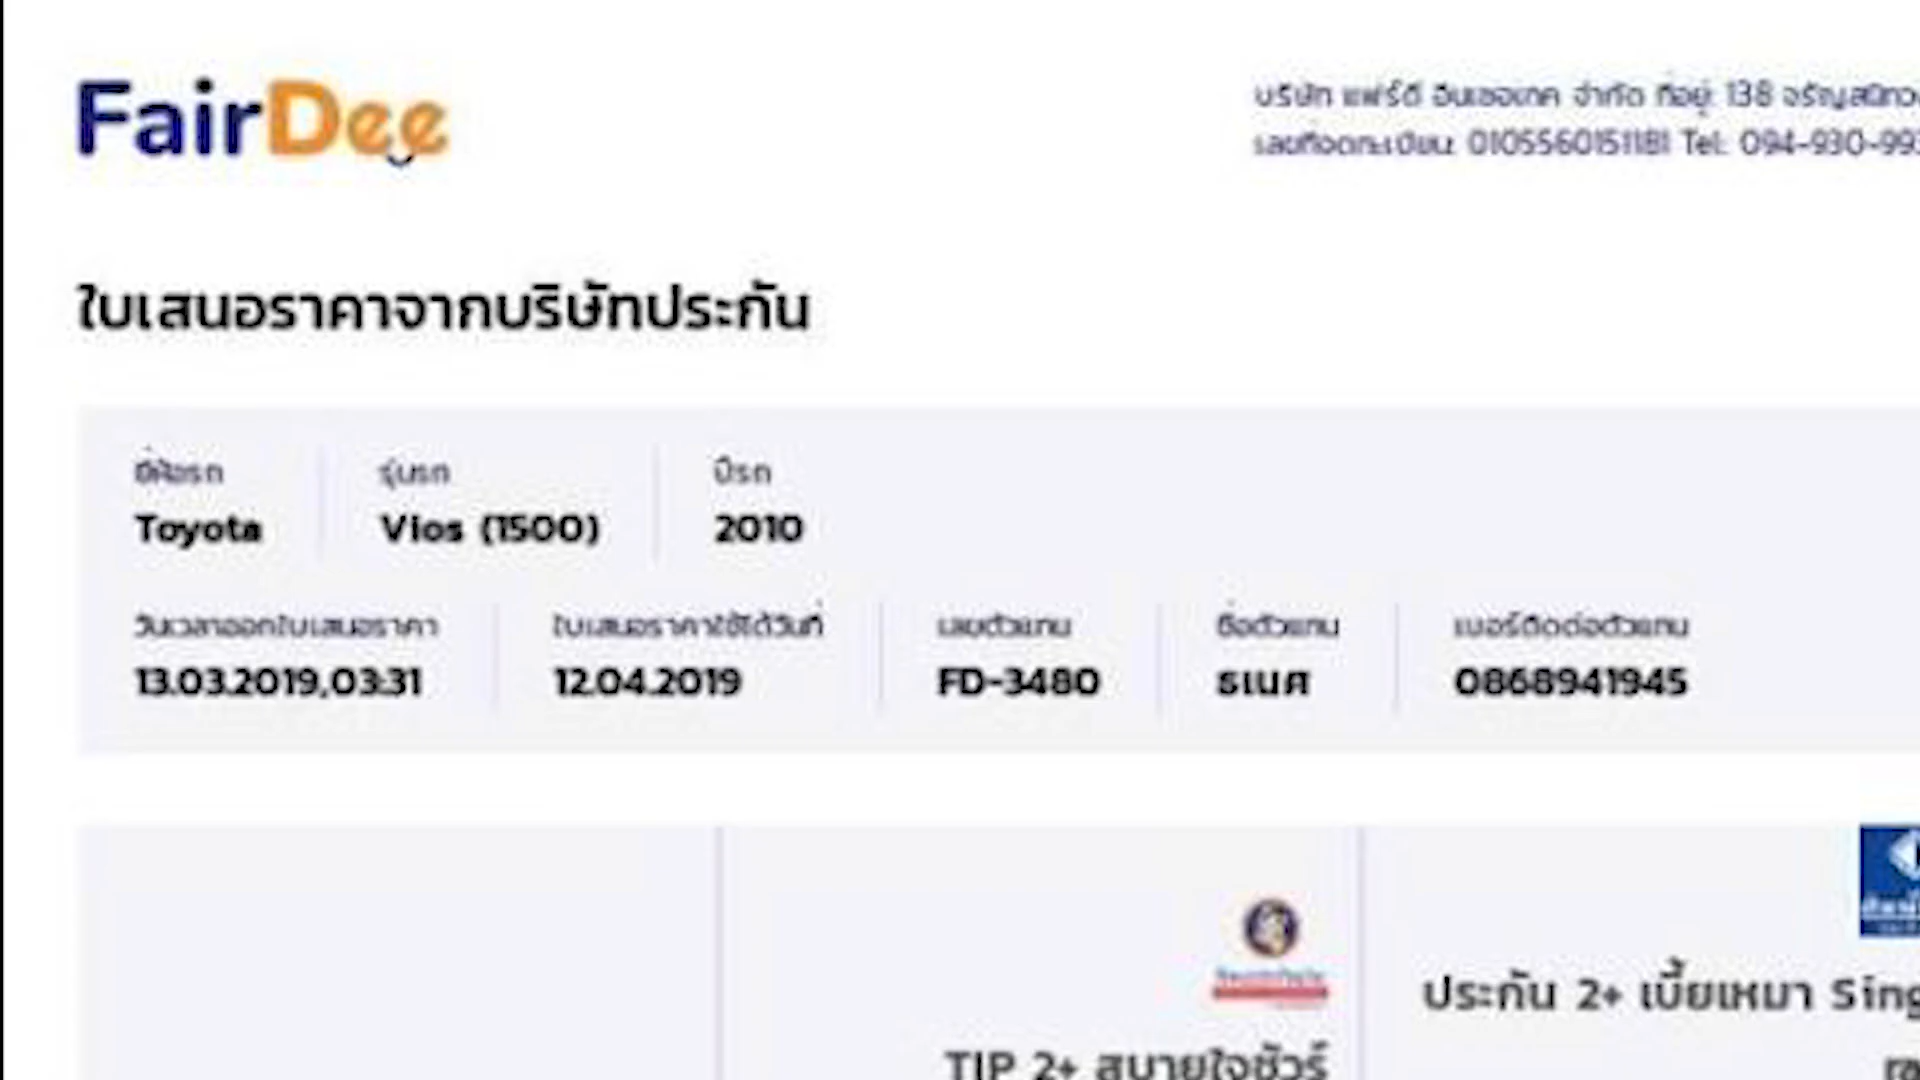 FairDee
บริษัท แฟร์ดี อินเชอเทค จำกัด ที่อยู่: 138
เลขที่จดทะเบียน: 0105560151181 Tel: 094-930-99
ใบเสนอราคาจากบริษัทประกัน
ยี่ห้อรถ รุ่นรถ ปีรถ
Toyota Vios (1500) 2010
วันเวลาออกใบเสนอราคา ใบเสนอราคาใช้ได้วันที่ เลขตัวแทน ชื่อตัวแทน เบอร์ติดต่อตัวแทน
13.03.2019,03:31 12.04.2019 FD-3480 ธเนศ 0868941945
ประกัน 2+ เบี้ยเหมา Sing
TIP 2+ สบายใจชัวร์